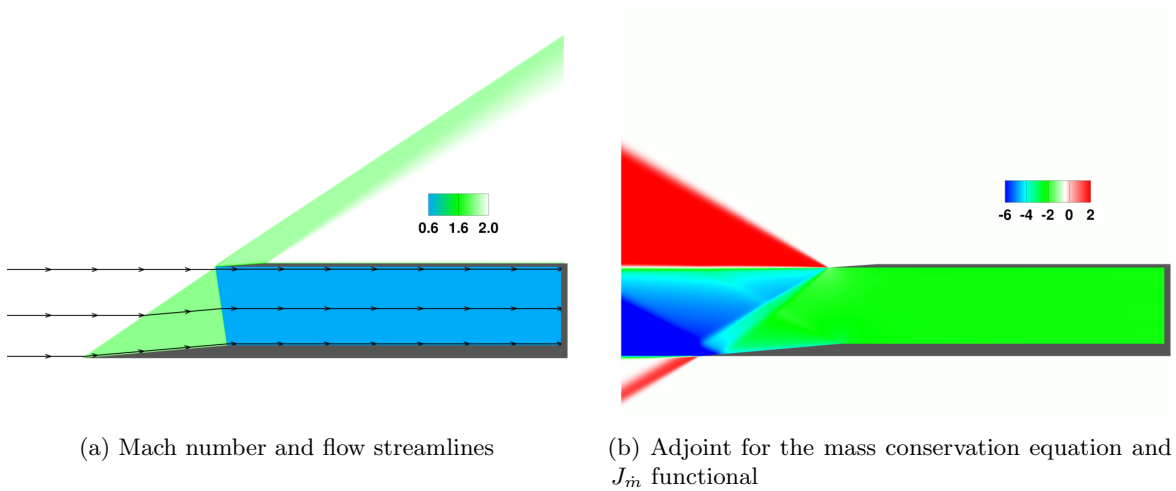 0.6 1.6 2.0
-6 -4 -2 0 2
(a) Mach number and flow streamlines
(b) Adjoint for the mass conservation equation and
Jṁ functional